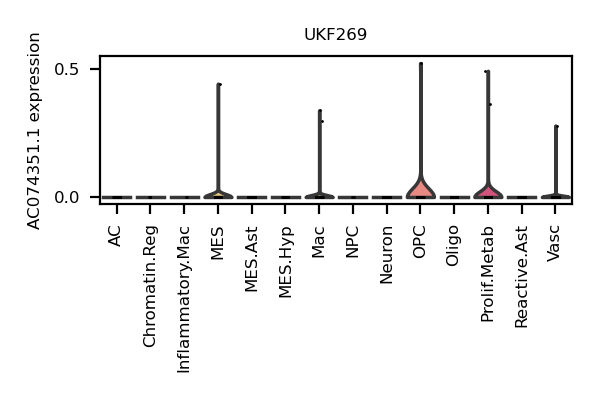 UKF269
AC074351.1 expression
0.5
0.0
AC
Chromatin.Reg
Inflammatory.Mac
MES
MES.Ast
MES.Hyp
Mac
NPC
Neuron
OPC
Oligo
Prolif.Metab
Reactive.Ast
Vasc